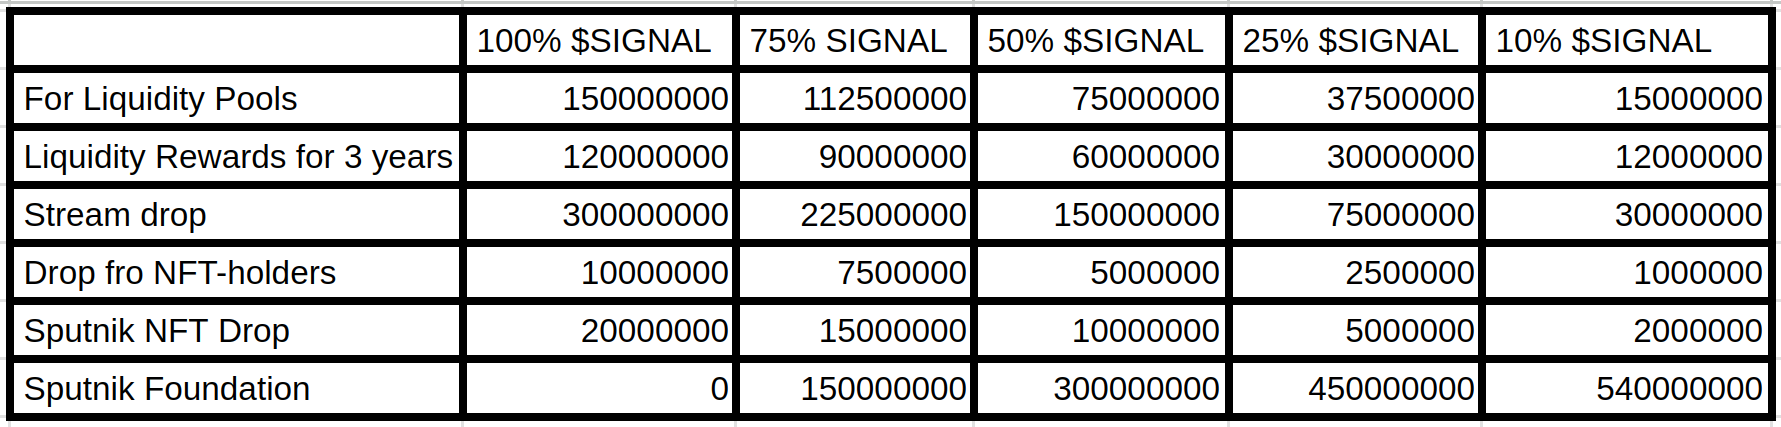 100% $SIGNAL 75% SIGNAL 50% $SIGNAL 25% $SIGNAL 10% $SIGNAL
For Liquidity Pools 150000000 112500000 75000000 37500000 15000000
Liquidity Rewards for 3 years 120000000 90000000 60000000 30000000 12000000
Stream drop 300000000 225000000 150000000 75000000 30000000
Drop fro NFT-holders 10000000 7500000 5000000 2500000 1000000
Sputnik NFT Drop 20000000 15000000 10000000 5000000 2000000
Sputnik Foundation 0 150000000 300000000 450000000 540000000